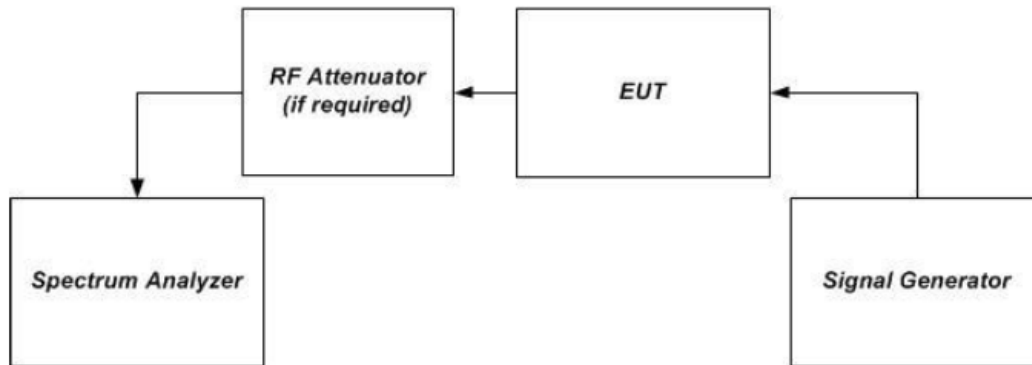 RF Attenuator
(if required)
EUT
Spectrum Analyzer
Signal Generator